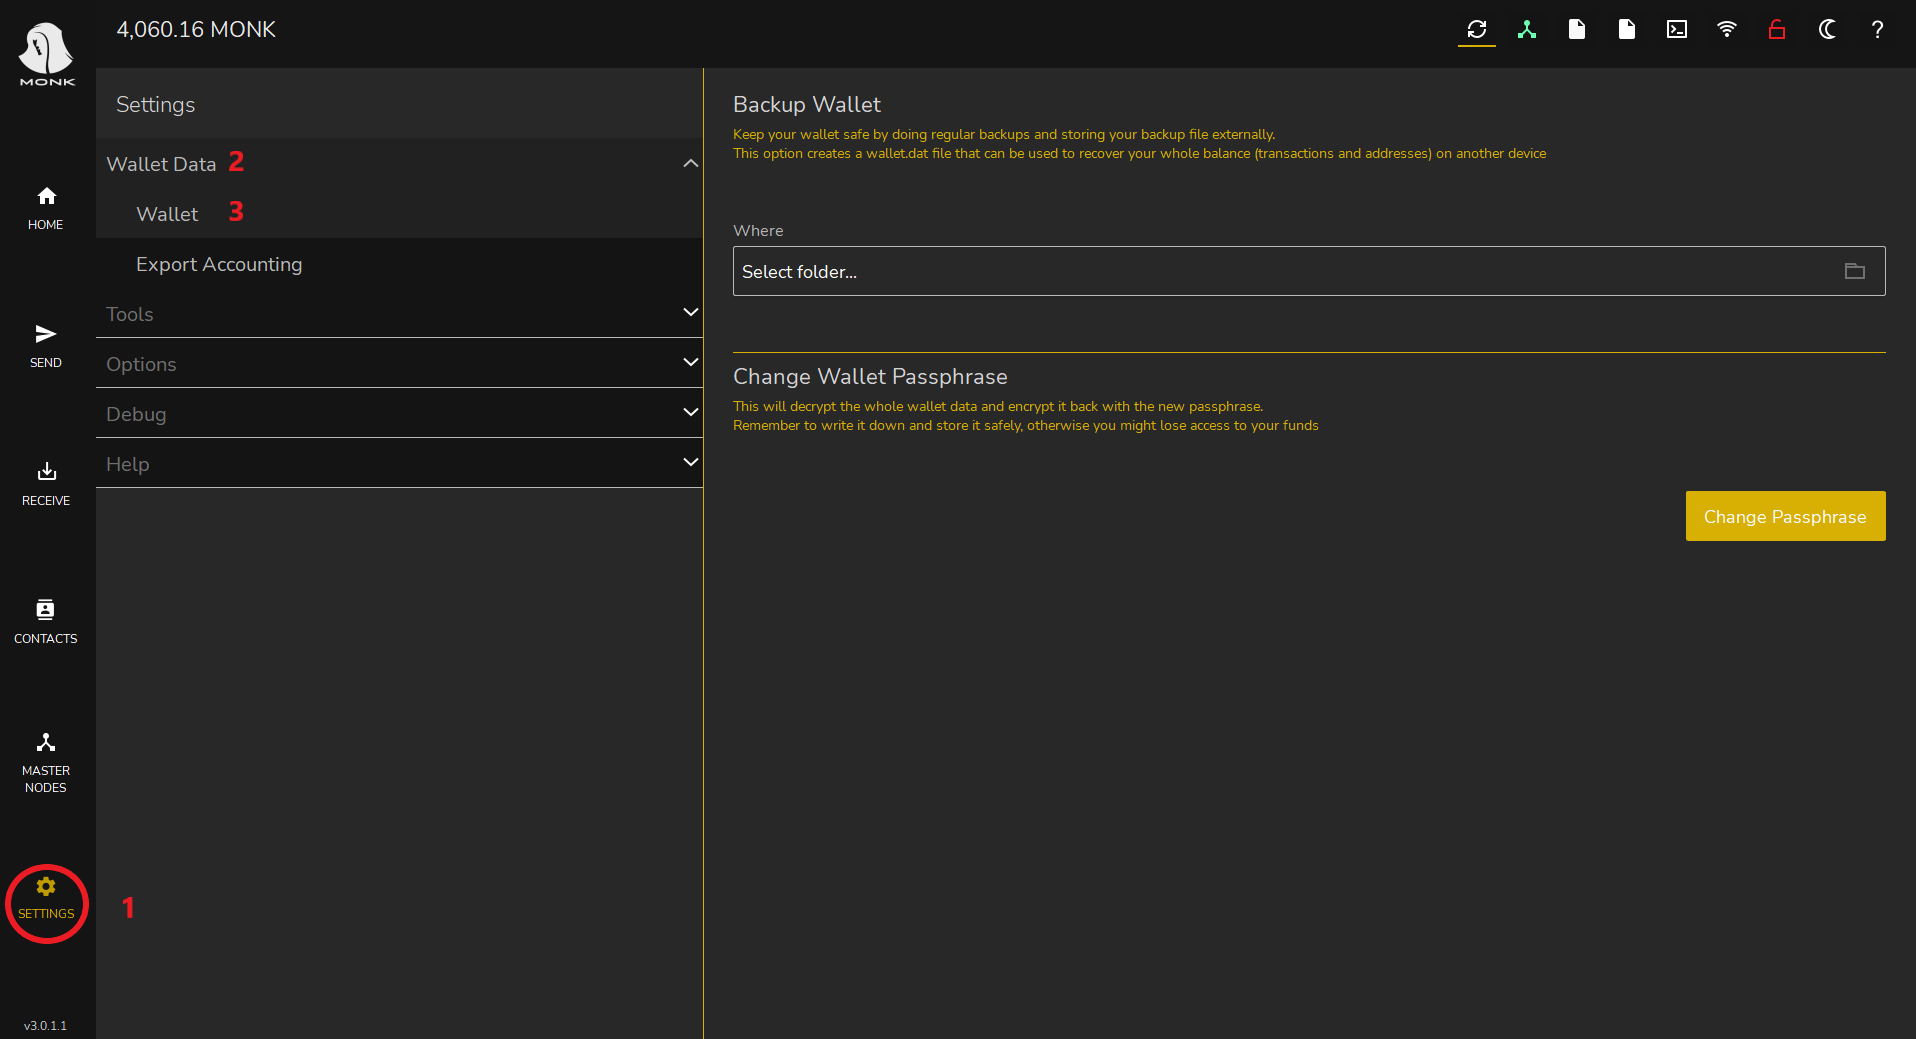 4,060.16 MONK
MONK
Settings
Wallet Data 2
Wallet 3
Export Accounting
Tools
Options
Debug
Help
HOME
SEND
RECEIVE
CONTACTS
MASTER
NODES
SETTINGS
1
v3.0.1.1
Backup Wallet
Keep your wallet safe by doing regular backups and storing your backup file externally.
This option creates a wallet.dat file that can be used to recover your whole balance (transactions and addresses) on another device
Where
Select folder...
Change Wallet Passphrase
This will decrypt the whole wallet data and encrypt it back with the new passphrase.
Remember to write it down and store it safely, otherwise you might lose access to your funds
Change Passphrase